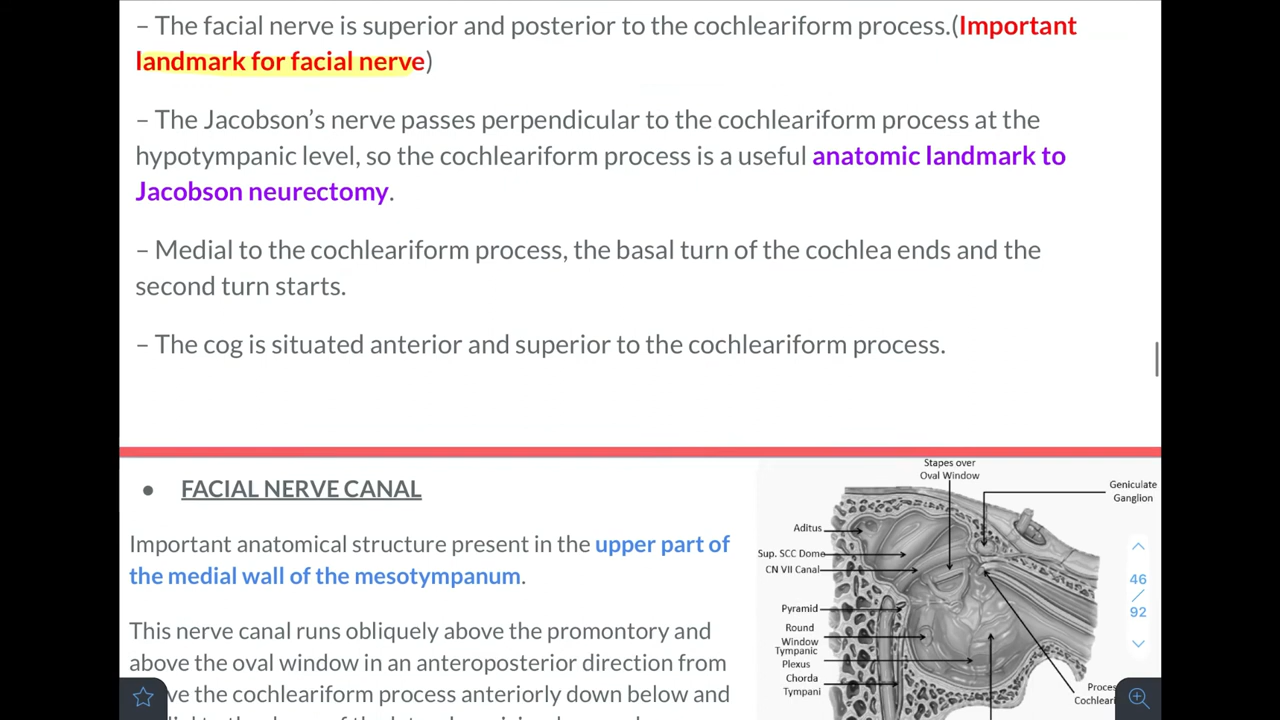 – The facial nerve is superior and posterior to the cochleariform process.(Important
landmark for facial nerve)
– The Jacobson’s nerve passes perpendicular to the cochleariform process at the
hypotympanic level, so the cochleariform process is a useful anatomic landmark to
Jacobson neurectomy.
– Medial to the cochleariform process, the basal turn of the cochlea ends and the
second turn starts.
– The cog is situated anterior and superior to the cochleariform process.
● FACIAL NERVE CANAL
Important anatomical structure present in the upper part of
the medial wall of the mesotympanum.
This nerve canal runs obliquely above the promontory and
above the oval window in an anteroposterior direction from
ve the cochleariform process anteriorly down below and
Stapes over
Oval Window
Geniculate
Ganglion
Aditus
Sup. SCC Dome
CN VII Canal
Pyramid
Round
Window
Tympanic
Plexus
Chorda
Tympani
Proces
Cochleari
46
/
92